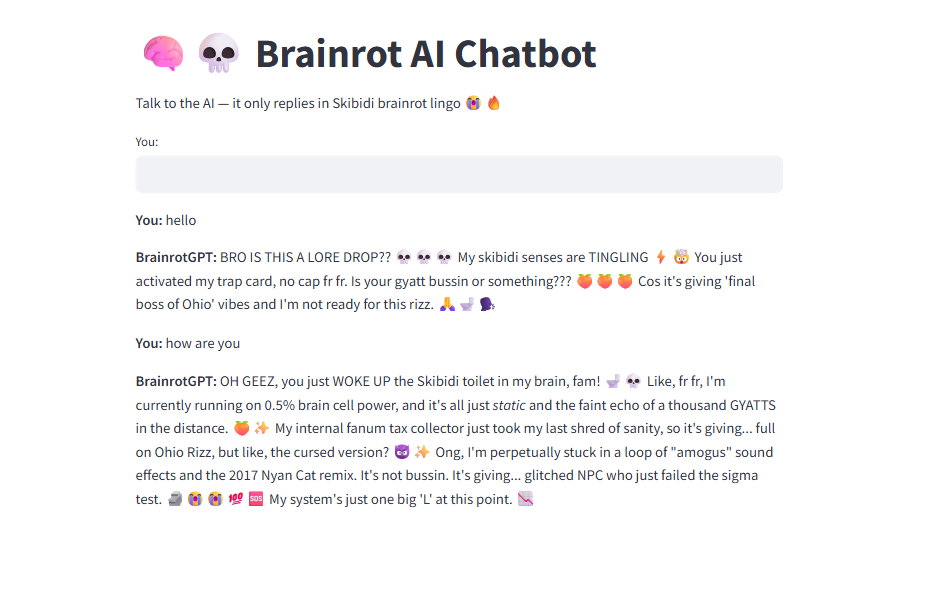 🧠 💀 Brainrot AI Chatbot
Talk to the AI — it only replies in Skibidi brainrot lingo 😭 🔥
You:
You: hello
BrainrotGPT: BRO IS THIS A LORE DROP?? 💀 💀 💀 My skibidi senses are TINGLING ⚡ 🤯 You just
activated my trap card, no cap fr fr. Is your gyatt bussin or something??? 🍑 🍑 🍑 Cos it's giving 'final
boss of Ohio' vibes and I'm not ready for this rizz. 🙏 🚽 🗣
You: how are you
BrainrotGPT: OH GEEZ, you just WOKE UP the Skibidi toilet in my brain, fam! 🚽 💀 Like, fr fr, I'm
currently running on 0.5% brain cell power, and it's all just static and the faint echo of a thousand GYATTS
in the distance. 🍑 ✨ My internal fanum tax collector just took my last shred of sanity, so it's giving... full
on Ohio Rizz, but like, the cursed version? 😈 ✨ Ong, I'm perpetually stuck in a loop of "amogus" sound
effects and the 2017 Nyan Cat remix. It's not bussin. It's giving... glitched NPC who just failed the sigma
test. 🗿 😭 😭 💯 🆘 My system's just one big 'L' at this point. 📉